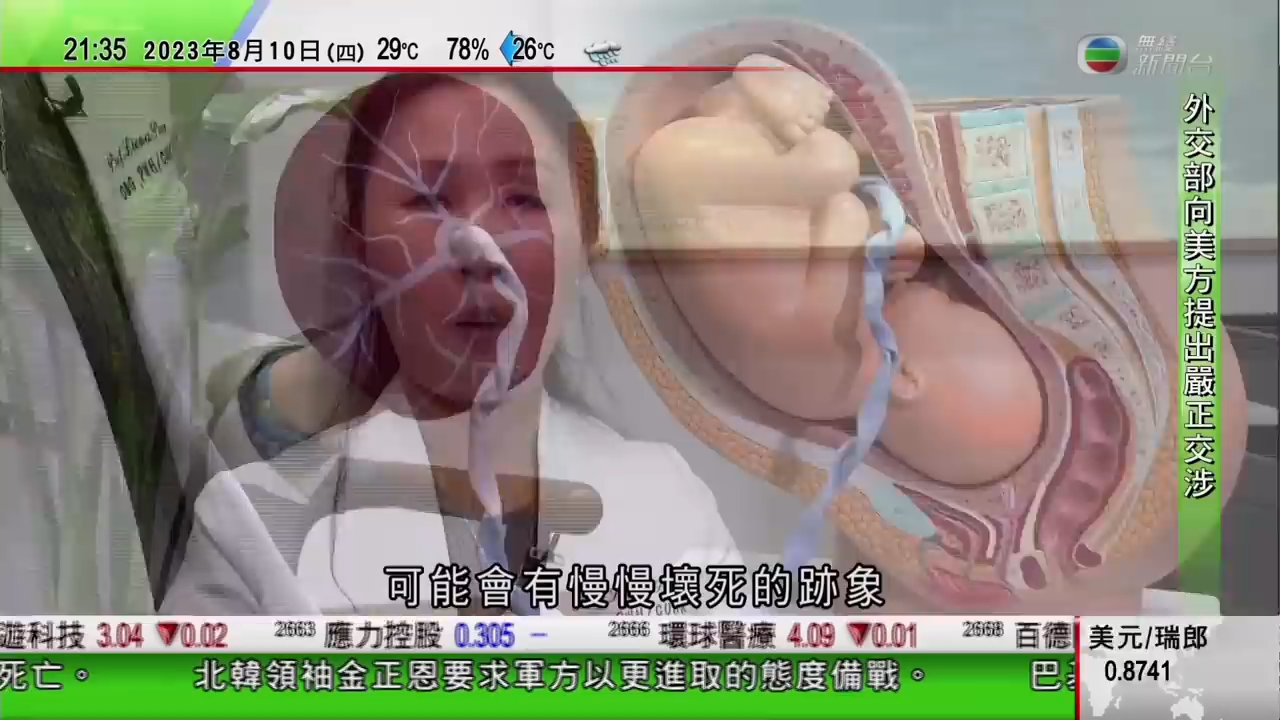 21:35 2023年8月10日(四) 29℃ 78% 26℃
無綫
新聞台
外交部向美方提出嚴正交涉
可能會有慢慢壞死的跡象
遊科技 3.04 ▼0.02 2663 應力控股 0.305 – 2666 環球醫療 4.09 ▼0.01 2668 百德
美元/瑞郎
0.8741
死亡。 北韓領袖金正恩要求軍方以更進取的態度備戰。 巴